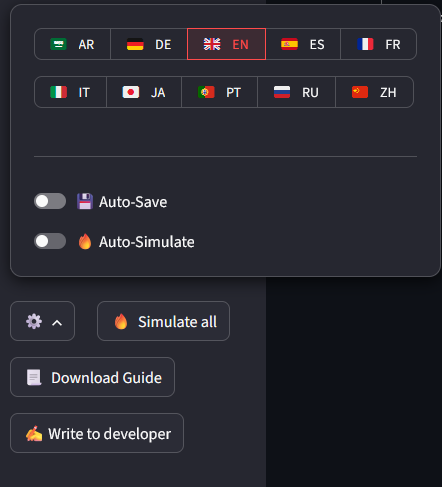 AR DE EN ES FR
IT JA PT RU ZH
Auto-Save
Auto-Simulate
Simulate all
Download Guide
Write to developer